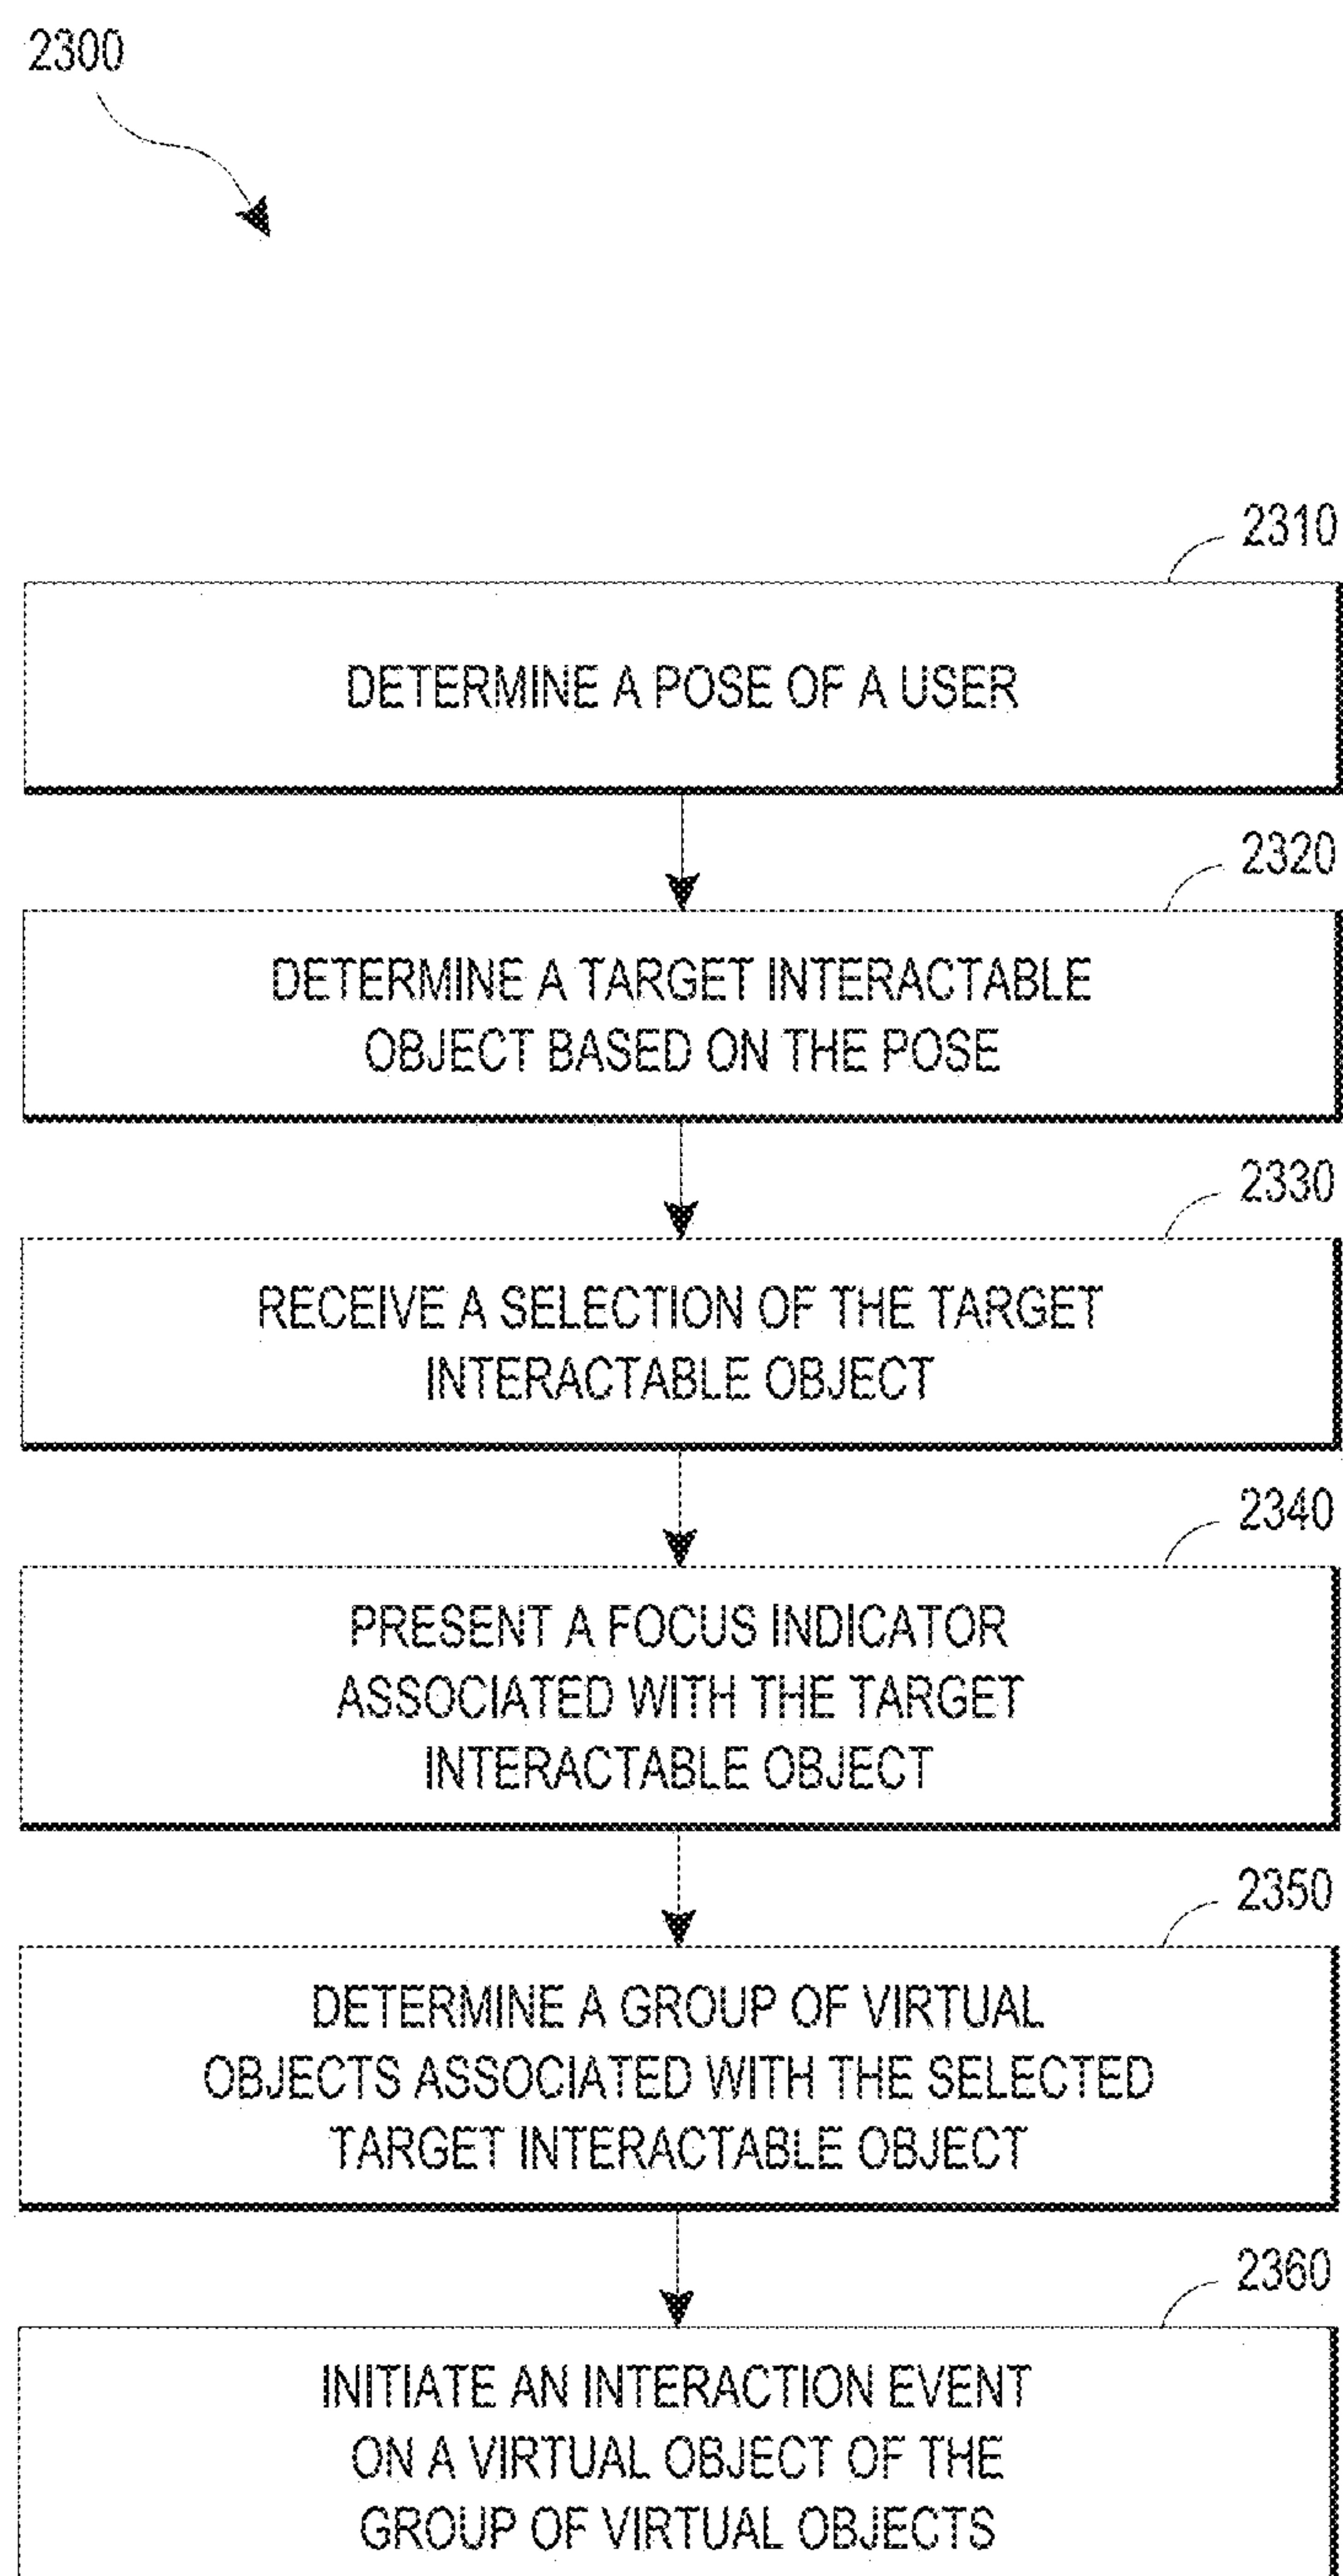 2300
2310
DETERMINE A POSE OF A USER
2320
DETERMINE A TARGET INTERACTABLE
OBJECT BASED ON THE POSE
2330
RECEIVE A SELECTION OF THE TARGET
INTERACTABLE OBJECT
2340
PRESENT A FOCUS INDICATOR
ASSOCIATED WITH THE TARGET
INTERACTABLE OBJECT
2350
DETERMINE A GROUP OF VIRTUAL
OBJECTS ASSOCIATED WITH THE SELECTED
TARGET INTERACTABLE OBJECT
2360
INITIATE AN INTERACTION EVENT
ON A VIRTUAL OBJECT OF THE
GROUP OF VIRTUAL OBJECTS